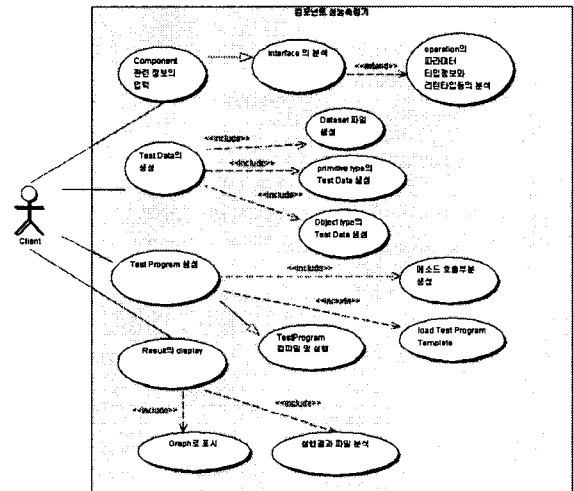 컴포넌트 성능측정기
Component
관련 정보의
입력
Interface 의 분석
<<extend>>
operation의
파라미터
타입정보와
리턴타입등의 분석
Dataset 파일
생성
<<include>>
Test Data의
생성
<<include>>
primitive type의
Test Data 생성
<<include>>
Object type의
Test Data 생성
Client
Test Program 생성
<<include>>
메소드 호출부분
생성
<<include>>
load Test Program
Template
TestProgram
컴파일 및 실행
Result의 display
<<include>>
<<include>>
Graph로 표시
실행결과 파일 분석